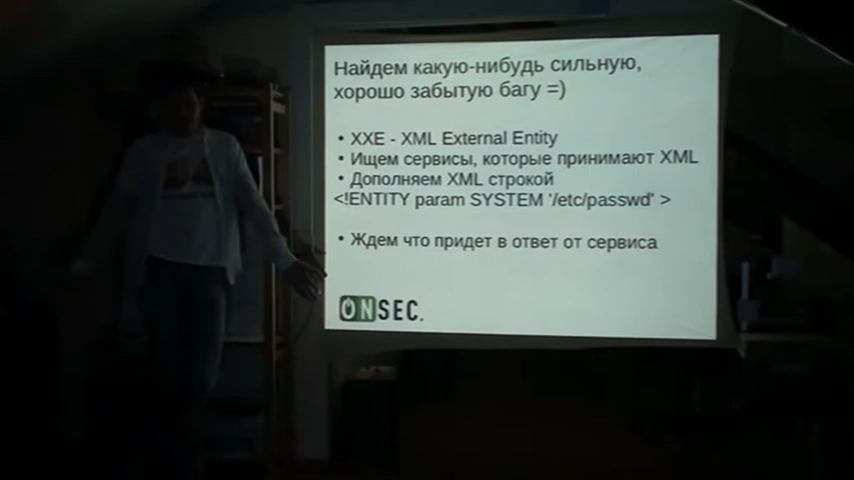 Найдем какую-нибудь сильную,
хорошо забытую багу =)
• XXE - XML External Entity
• Ищем сервисы, которые принимают XML
• Дополняем XML строкой
<!ENTITY param SYSTEM '/etc/passwd' >
• Ждем что придет в ответ от сервиса
ONSEC.